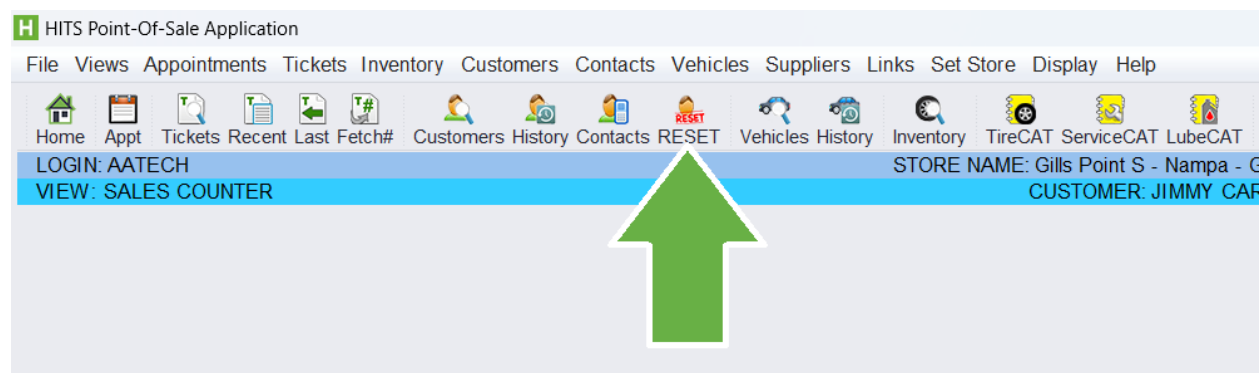 H HITS Point-Of-Sale Application
File Views Appointments Tickets Inventory Customers Contacts Vehicles Suppliers Links Set Store Display Help
T T T T# RESET
Home Appt Tickets Recent Last Fetch# Customers History Contacts RESET Vehicles History Inventory TireCAT ServiceCAT LubeCAT
LOGIN: AATECH STORE NAME: Gills Point S - Nampa - G
VIEW: SALES COUNTER CUSTOMER: JIMMY CAR